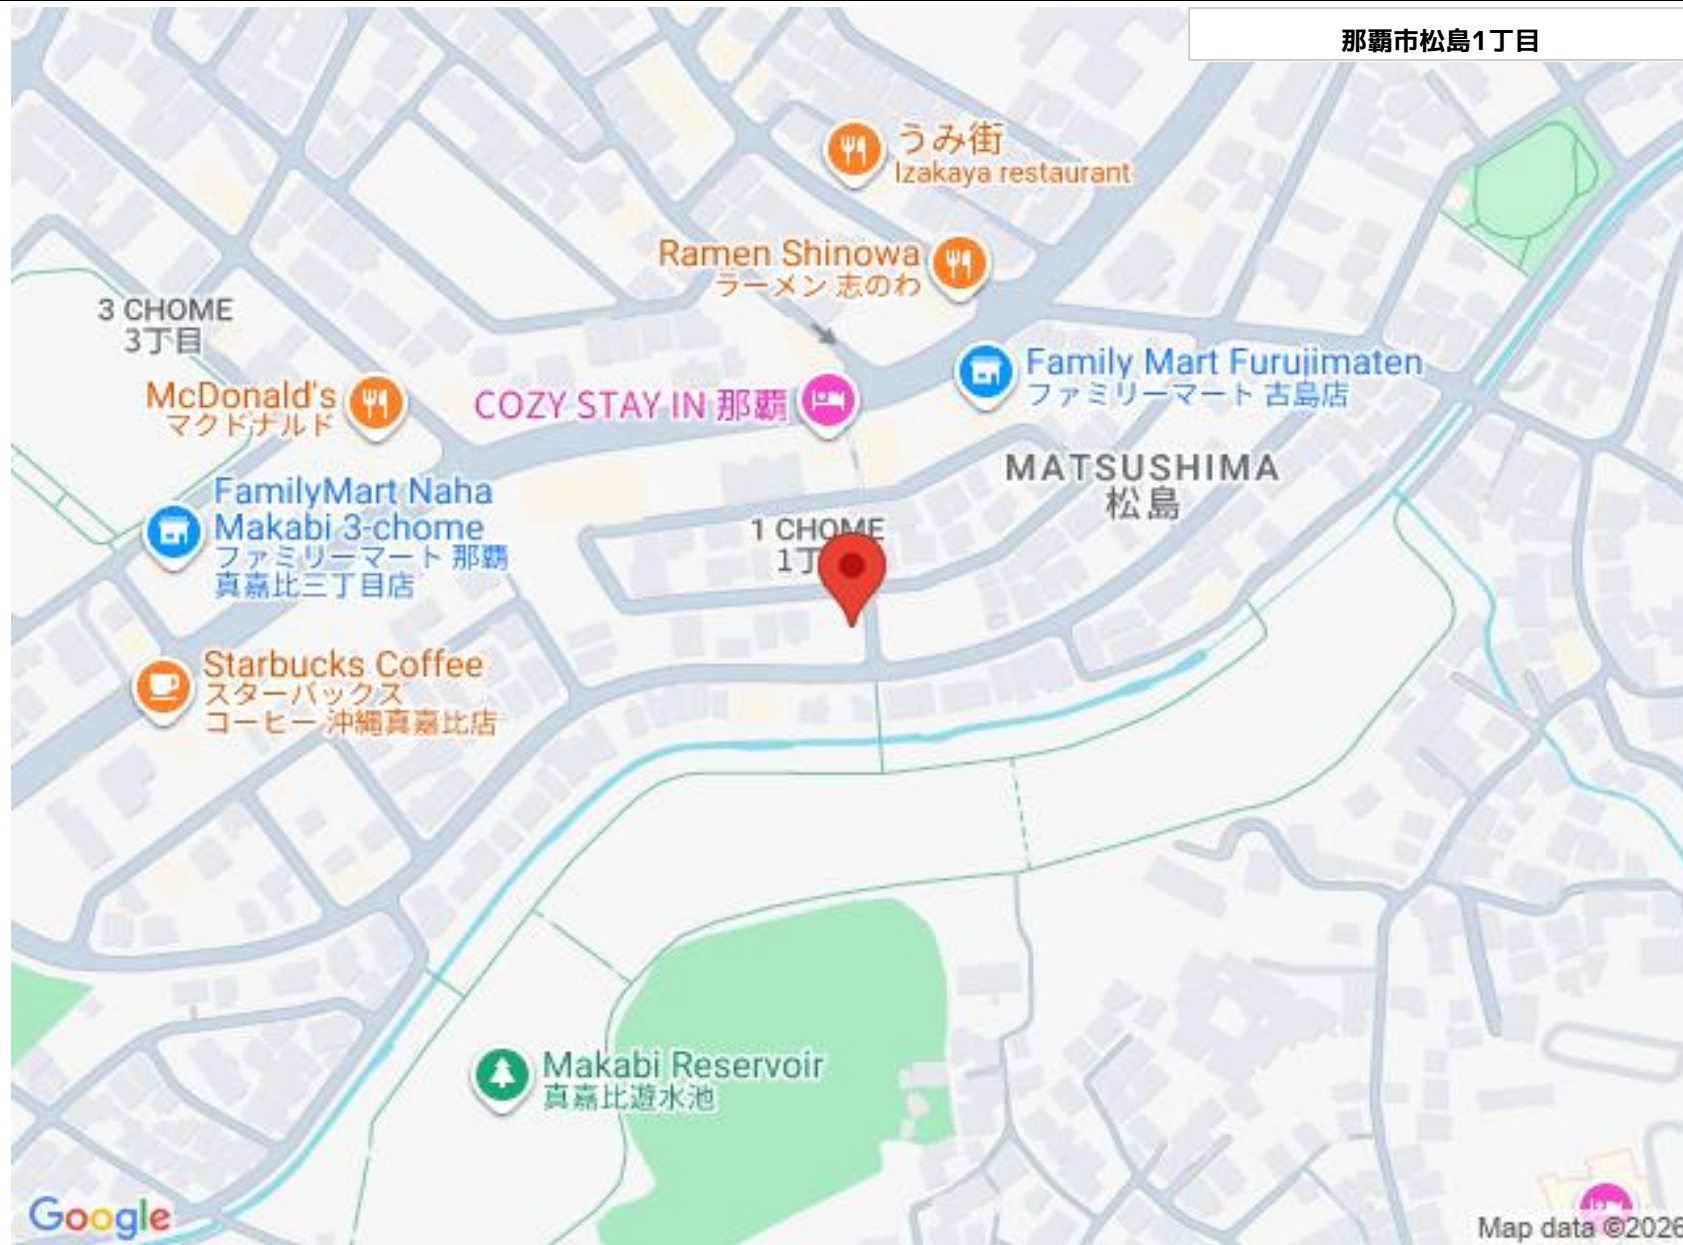 那覇市松島1丁目
うみ街
Izakaya restaurant
Ramen Shinowa
ラーメン 志のわ
3 CHOME
3丁目
Family Mart Furujimaten
ファミリーマート 古島店
McDonald's
マクドナルド
COZY STAY IN 那覇
MATSUSHIMA
松島
FamilyMart Naha
Makabi 3-chome
ファミリーマート 那覇
真嘉比三丁目店
1 CHOME
1丁
Starbucks Coffee
スターバックス
コーヒー 沖縄真嘉比店
Makabi Reservoir
真嘉比遊水池
Google
Map data ©2026